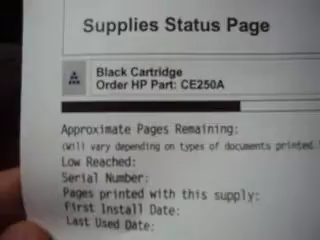 Supplies Status Page
Black Cartridge
Order HP Part: CE250A
Approximate Pages Remaining:
(Will vary depending on types of documents printed.
Low Reached:
Serial Number:
Pages printed with this supply:
First Install Date:
Last Used Date: